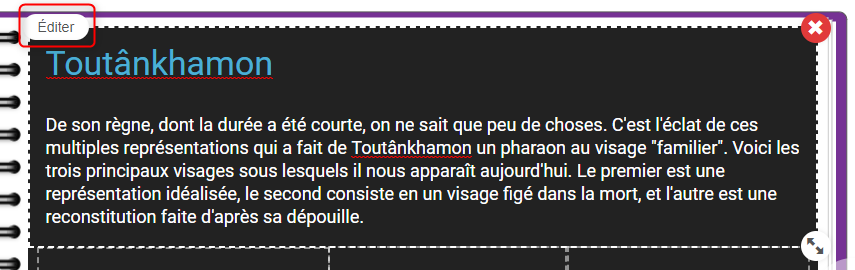 Éditer
Toutânkhamon
De son règne, dont la durée a été courte, on ne sait que peu de choses. C'est l'éclat de ces
multiples représentations qui a fait de Toutânkhamon un pharaon au visage "familier". Voici les
trois principaux visages sous lesquels il nous apparaît aujourd'hui. Le premier est une
représentation idéalisée, le second consiste en un visage figé dans la mort, et l'autre est une
reconstitution faite d'après sa dépouille.